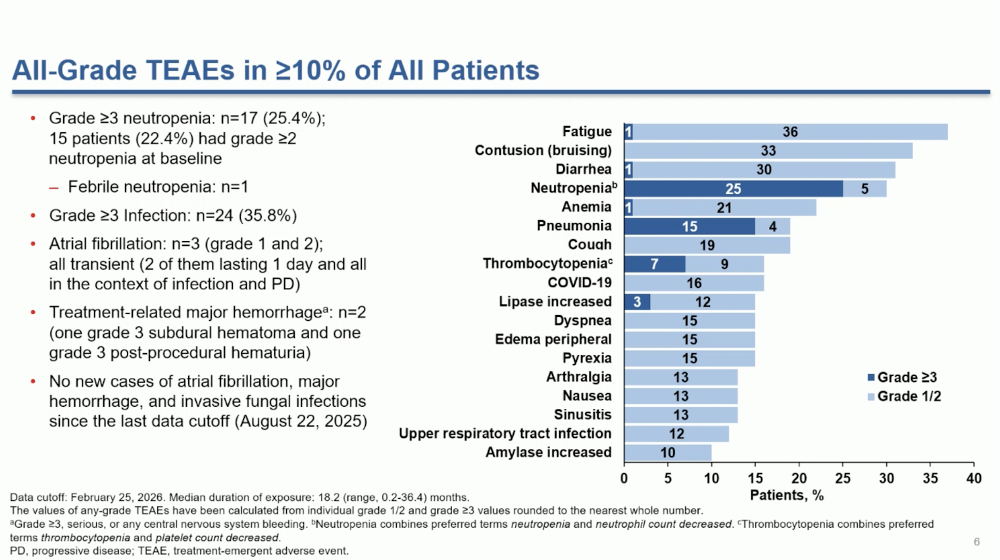 All-Grade TEAEs in ≥10% of All Patients
• Grade ≥3 neutropenia: n=17 (25.4%);
15 patients (22.4%) had grade ≥2
neutropenia at baseline
– Febrile neutropenia: n=1
• Grade ≥3 Infection: n=24 (35.8%)
• Atrial fibrillation: n=3 (grade 1 and 2);
all transient (2 of them lasting 1 day and all
in the context of infection and PD)
• Treatment-related major hemorrhageᵃ: n=2
(one grade 3 subdural hematoma and one
grade 3 post-procedural hematuria)
• No new cases of atrial fibrillation, major
hemorrhage, and invasive fungal infections
since the last data cutoff (August 22, 2025)
Fatigue 1 36
Contusion (bruising) 33
Diarrhea 1 30
Neutropeniaᵇ 25 5
Anemia 1 21
Pneumonia 15 4
Cough 19
Thrombocytopeniaᶜ 7 9
COVID-19 16
Lipase increased 3 12
Dyspnea 15
Edema peripheral 15
Pyrexia 15
Arthralgia 13
Nausea 13
Sinusitis 13
Upper respiratory tract infection 12
Amylase increased 10
Grade ≥3
Grade 1/2
0 5 10 15 20 25 30 35 40
Patients, %
Data cutoff: February 25, 2026. Median duration of exposure: 18.2 (range, 0.2-36.4) months.
The values of any-grade TEAEs have been calculated from individual grade 1/2 and grade ≥3 values rounded to the nearest whole number.
ᵃGrade ≥3, serious, or any central nervous system bleeding. ᵇNeutropenia combines preferred terms neutropenia and neutrophil count decreased. ᶜThrombocytopenia combines preferred
terms thrombocytopenia and platelet count decreased.
PD, progressive disease; TEAE, treatment-emergent adverse event.
6